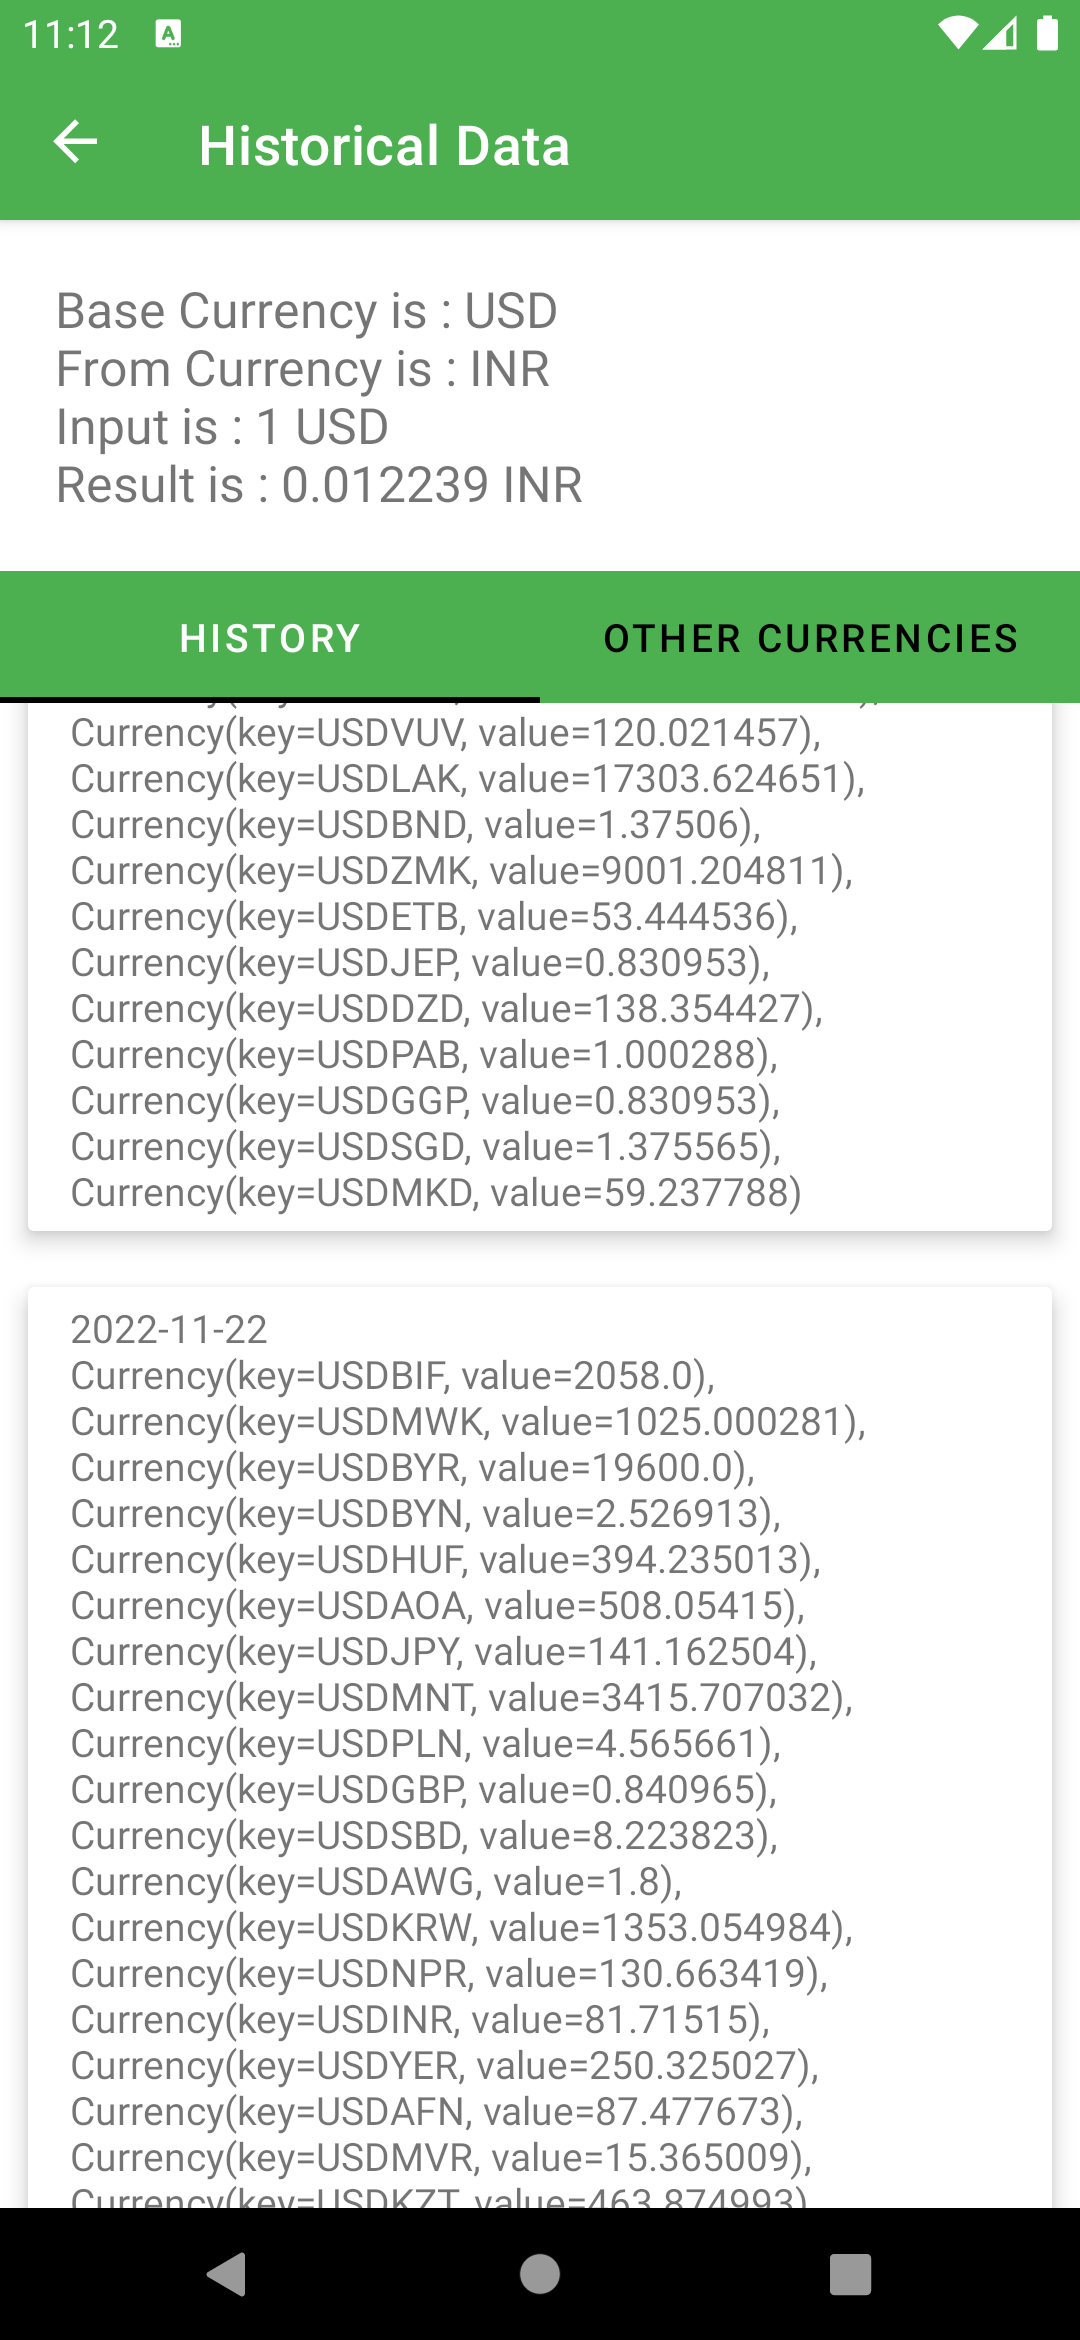 11:12
Historical Data
Base Currency is : USD
From Currency is : INR
Input is : 1 USD
Result is : 0.012239 INR
HISTORY
OTHER CURRENCIES
Currency(key=USDVUV, value=120.021457),
Currency(key=USDLAK, value=17303.624651),
Currency(key=USDBND, value=1.37506),
Currency(key=USDZMK, value=9001.204811),
Currency(key=USDETB, value=53.444536),
Currency(key=USDJEP, value=0.830953),
Currency(key=USDDZD, value=138.354427),
Currency(key=USDPAB, value=1.000288),
Currency(key=USDGGP, value=0.830953),
Currency(key=USDSGD, value=1.375565),
Currency(key=USDMKD, value=59.237788)
2022-11-22
Currency(key=USDBIF, value=2058.0),
Currency(key=USDMWK, value=1025.000281),
Currency(key=USDBYR, value=19600.0),
Currency(key=USDBYN, value=2.526913),
Currency(key=USDHUF, value=394.235013),
Currency(key=USDAOA, value=508.05415),
Currency(key=USDJPY, value=141.162504),
Currency(key=USDMNT, value=3415.707032),
Currency(key=USDPLN, value=4.565661),
Currency(key=USDGBP, value=0.840965),
Currency(key=USDSBD, value=8.223823),
Currency(key=USDAWG, value=1.8),
Currency(key=USDKRW, value=1353.054984),
Currency(key=USDNPR, value=130.663419),
Currency(key=USDINR, value=81.71515),
Currency(key=USDYER, value=250.325027),
Currency(key=USDAFN, value=87.477673),
Currency(key=USDMVR, value=15.365009),
Currency(key=USDKZT, value=463.874993)